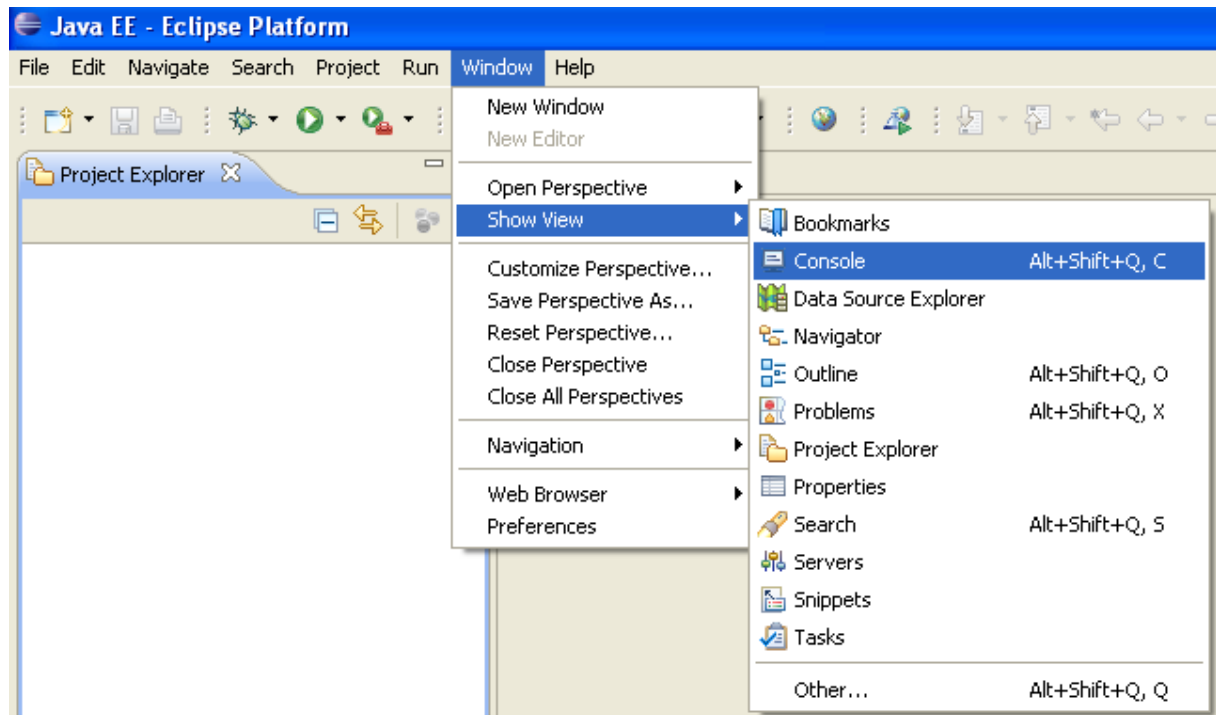 Java EE - Eclipse Platform
File Edit Navigate Search Project Run Window Help
Project Explorer
New Window
New Editor
Open Perspective
Show View
Customize Perspective...
Save Perspective As...
Reset Perspective...
Close Perspective
Close All Perspectives
Navigation
Web Browser
Preferences
Bookmarks
Console Alt+Shift+Q, C
Data Source Explorer
Navigator
Outline Alt+Shift+Q, O
Problems Alt+Shift+Q, X
Project Explorer
Properties
Search Alt+Shift+Q, S
Servers
Snippets
Tasks
Other... Alt+Shift+Q, Q